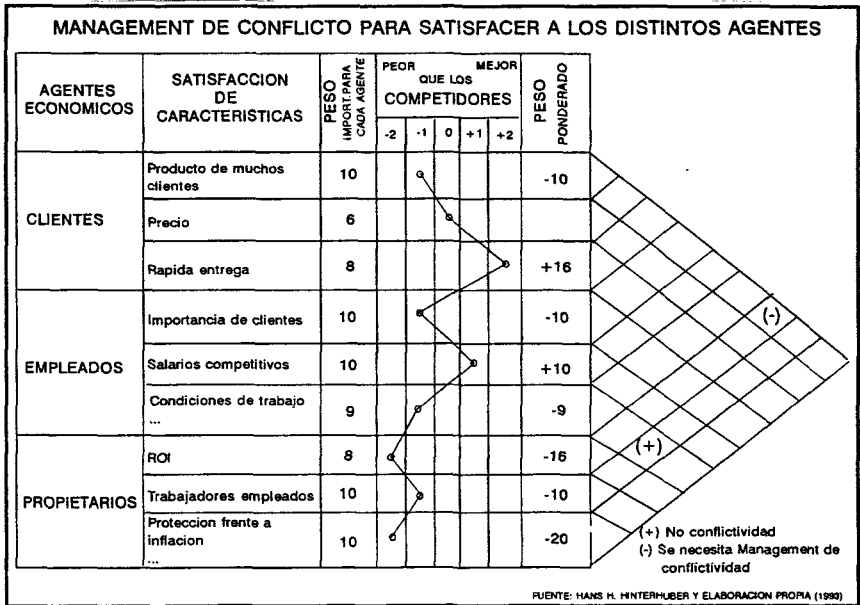 MANAGEMENT DE CONFLICTO PARA SATISFACER A LOS DISTINTOS AGENTES
AGENTES
ECONOMICOS
SATISFACCION
DE
CARACTERISTICAS
PESO
IMPORT. PARA
CADA AGENTE
PEOR MEJOR
QUE LOS
COMPETIDORES
-2 -1 0 +1 +2
PESO
PONDERADO
CLIENTES
Producto de muchos
clientes
10
-10
Precio
6
Rapida entrega
8
+16
EMPLEADOS
Importancia de clientes
10
-10
Salarios competitivos
10
+10
Condiciones de trabajo
...
9
-9
PROPIETARIOS
ROI
8
-16
Trabajadores empleados
10
-10
Proteccion frente a
inflacion
...
10
-20
(-)
(+)
(+) No conflictividad
(-) Se necesita Management de
conflictividad
FUENTE: HANS H. HINTERHUBER Y ELABORACION PROPIA (1993)